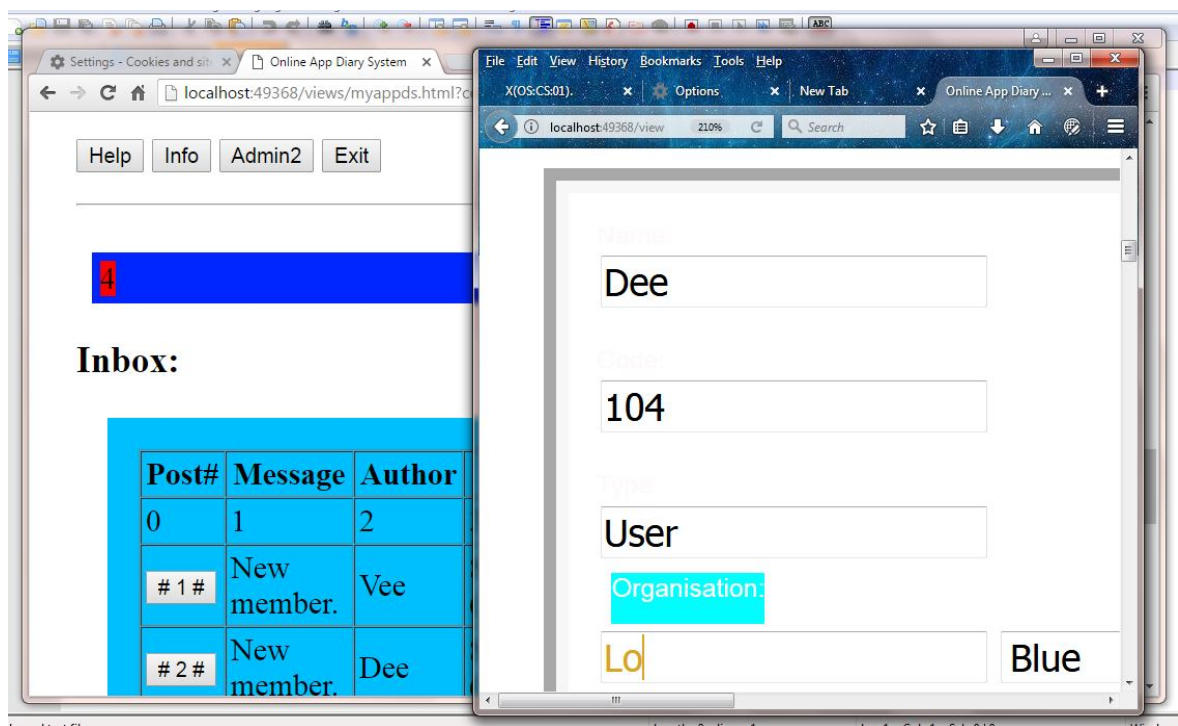 ABC
Settings - Cookies and sit
Online App Diary System
localhost:49368/views/myappds.html?c
Help Info Admin2 Exit
4
Inbox:
Post# Message Author
0 1 2
# 1 # New member. Vee
# 2 # New member. Dee
File Edit View History Bookmarks Tools Help
X(OS:CS:01). Options New Tab Online App Diary ...
localhost:49368/view 210% Search
Name:
Dee
Code:
104
Type:
User
Organisation:
Lo Blue